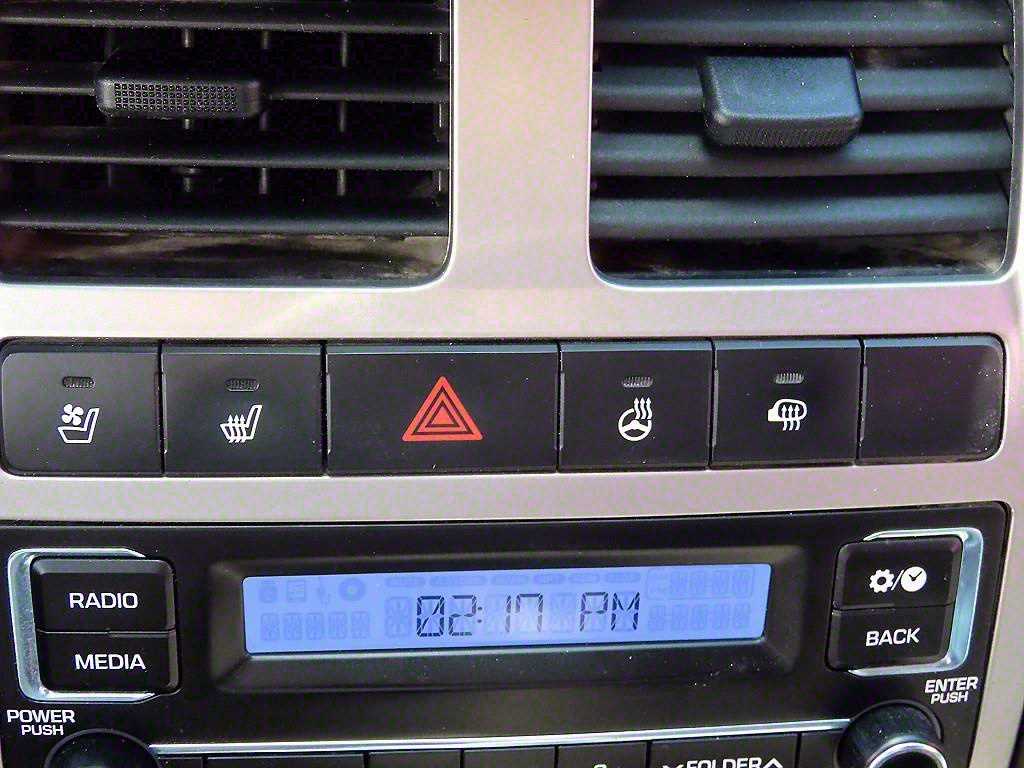 RADIO
MEDIA
02:17 PM
BACK
POWER
PUSH
ENTER
PUSH
FOLDER